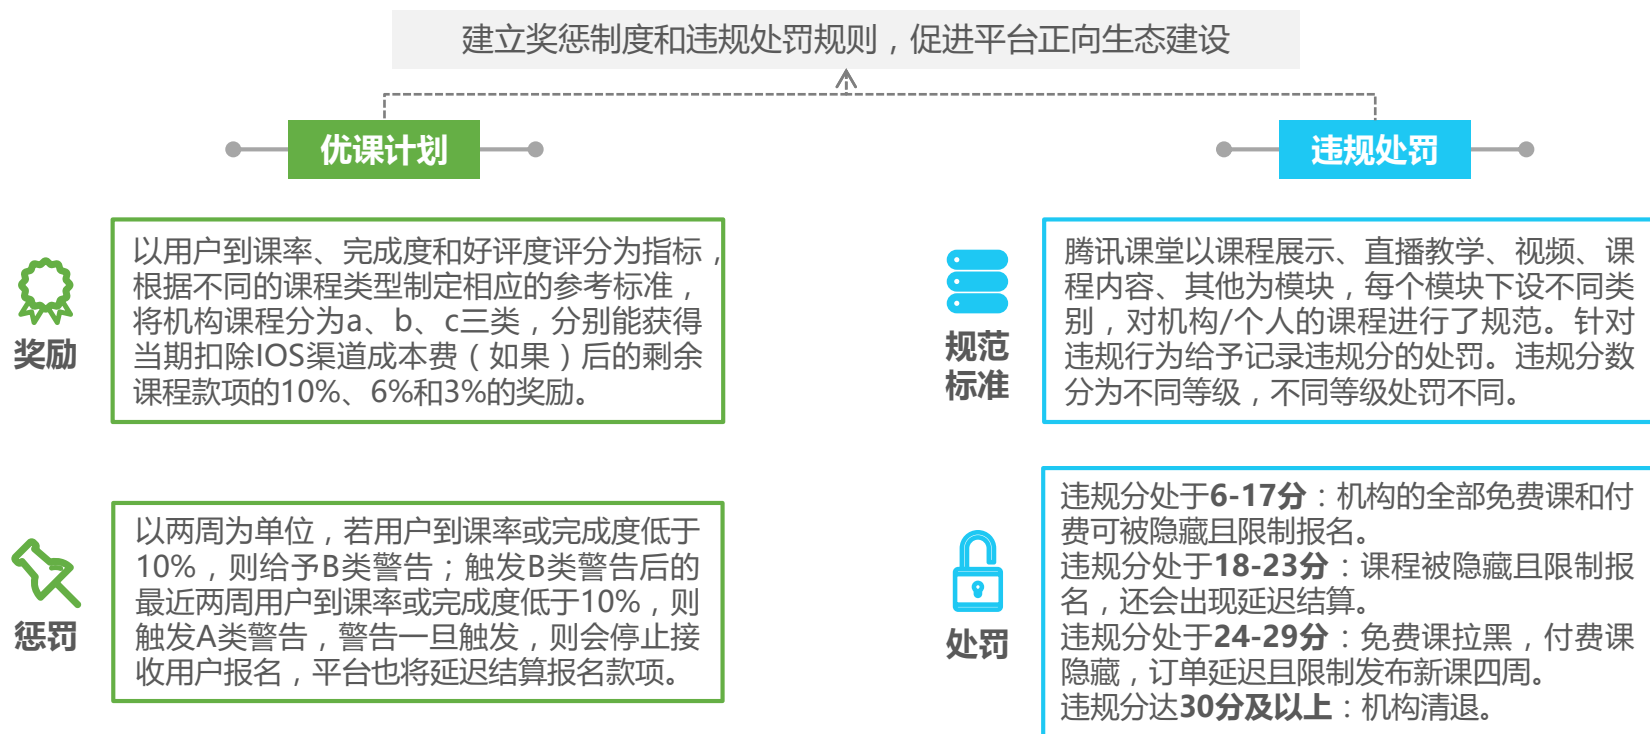 建立奖惩制度和违规处罚规则，促进平台正向生态建设
优课计划
奖励
以用户到课率、完成度和好评度评分为指标，
根据不同的课程类型制定相应的参考标准，
将机构课程分为a、b、c三类，分别能获得
当期扣除IOS渠道成本费（如果）后的剩余
课程款项的10%、6%和3%的奖励。
惩罚
以两周为单位，若用户到课率或完成度低于
10%，则给予B类警告；触发B类警告后的
最近两周用户到课率或完成度低于10%，则
触发A类警告，警告一旦触发，则会停止接
收用户报名，平台也将延迟结算报名款项。
违规处罚
规范
标准
腾讯课堂以课程展示、直播教学、视频、课
程内容、其他为模块，每个模块下设不同类
别，对机构/个人的课程进行了规范。针对
违规行为给予记录违规分的处罚。违规分数
分为不同等级，不同等级处罚不同。
处罚
违规分处于6-17分：机构的全部免费课和付
费可被隐藏且限制报名。
违规分处于18-23分：课程被隐藏且限制报
名，还会出现延迟结算。
违规分处于24-29分：免费课拉黑，付费课
隐藏，订单延迟且限制发布新课四周。
违规分达30分及以上：机构清退。